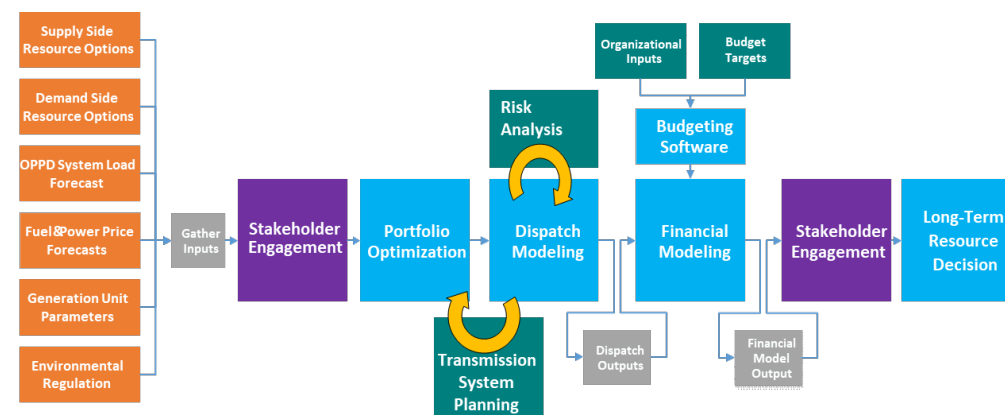 Supply Side
Resource Options
Demand Side
Resource Options
OPPD System Load
Forecast
Fuel&Power Price
Forecasts
Generation Unit
Parameters
Environmental
Regulation
Gather
Inputs
Stakeholder
Engagement
Portfolio
Optimization
Risk
Analysis
Dispatch
Modeling
Transmission
System
Planning
Dispatch
Outputs
Organizational
Inputs
Budget
Targets
Budgeting
Software
Financial
Modeling
Financial
Model
Output
Stakeholder
Engagement
Long-Term
Resource
Decision